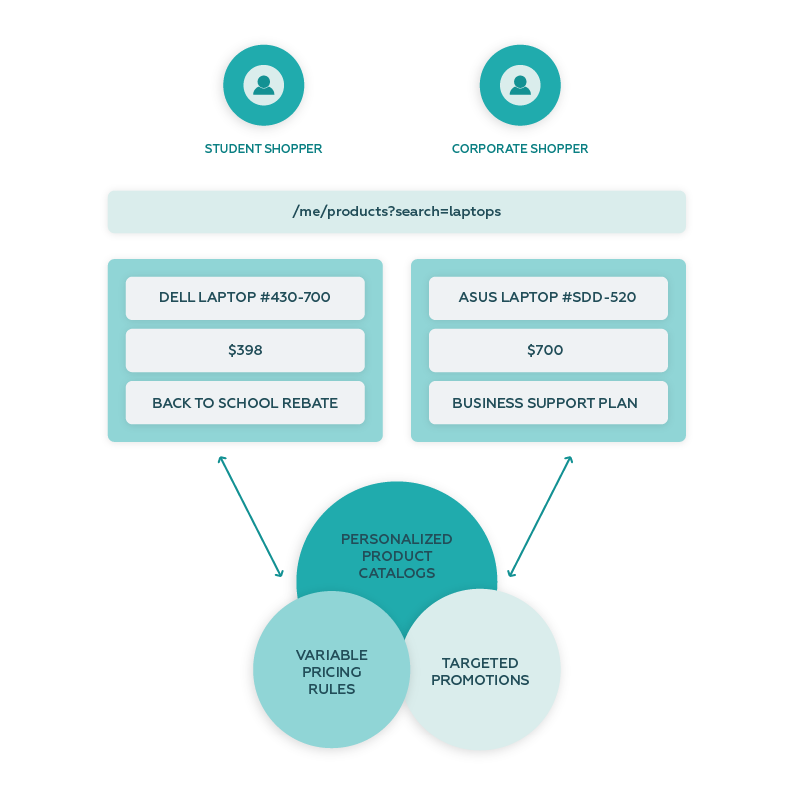 STUDENT SHOPPER
CORPORATE SHOPPER
/me/products?search=laptops
DELL LAPTOP #430-700
$398
BACK TO SCHOOL REBATE
ASUS LAPTOP #SDD-520
$700
BUSINESS SUPPORT PLAN
PERSONALIZED
PRODUCT
CATALOGS
VARIABLE
PRICING
RULES
TARGETED
PROMOTIONS